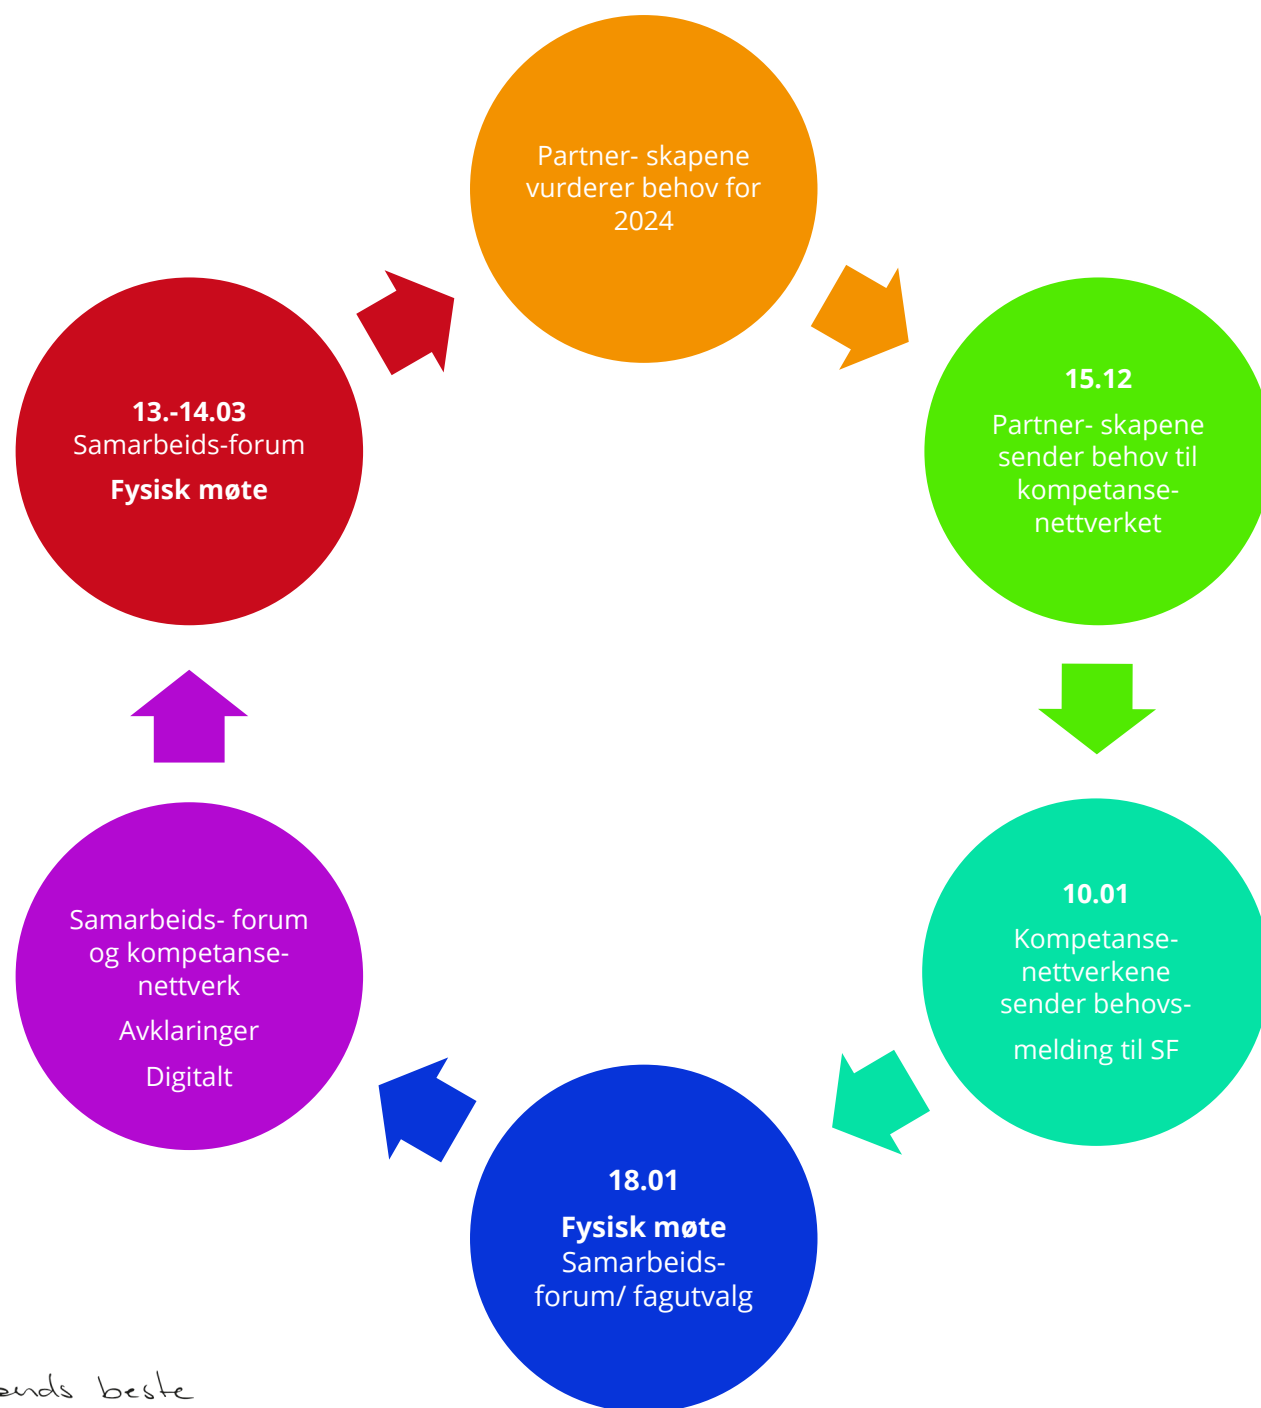 Partner- skapene
vurderer behov for
2024
15.12
Partner- skapene
sender behov til
kompetanse-
nettverket
10.01
Kompetanse-
nettverkene
sender behovs-
melding til SF
18.01
Fysisk møte
Samarbeids-
forum/ fagutvalg
Samarbeids- forum
og kompetanse-
nettverk
Avklaringer
Digitalt
13.-14.03
Samarbeids-forum
Fysisk møte
beste